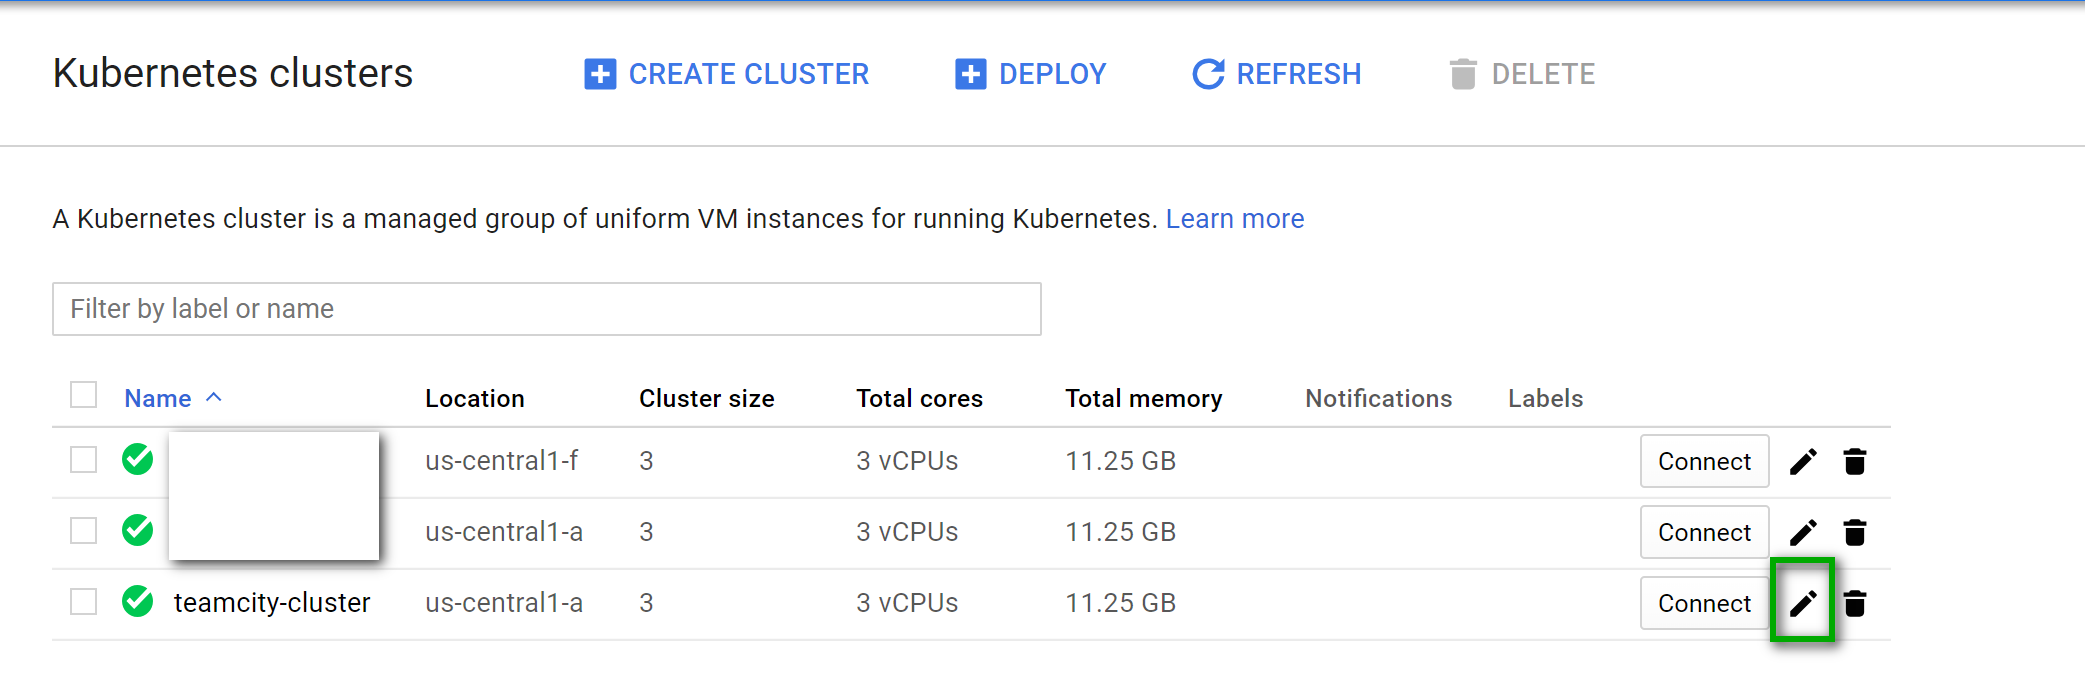 Kubernetes clusters CREATE CLUSTER DEPLOY REFRESH DELETE
A Kubernetes cluster is a managed group of uniform VM instances for running Kubernetes. Learn more
Filter by label or name
Name Location Cluster size Total cores Total memory Notifications Labels
us-central1-f 3 3 vCPUs 11.25 GB Connect
us-central1-a 3 3 vCPUs 11.25 GB Connect
teamcity-cluster us-central1-a 3 3 vCPUs 11.25 GB Connect